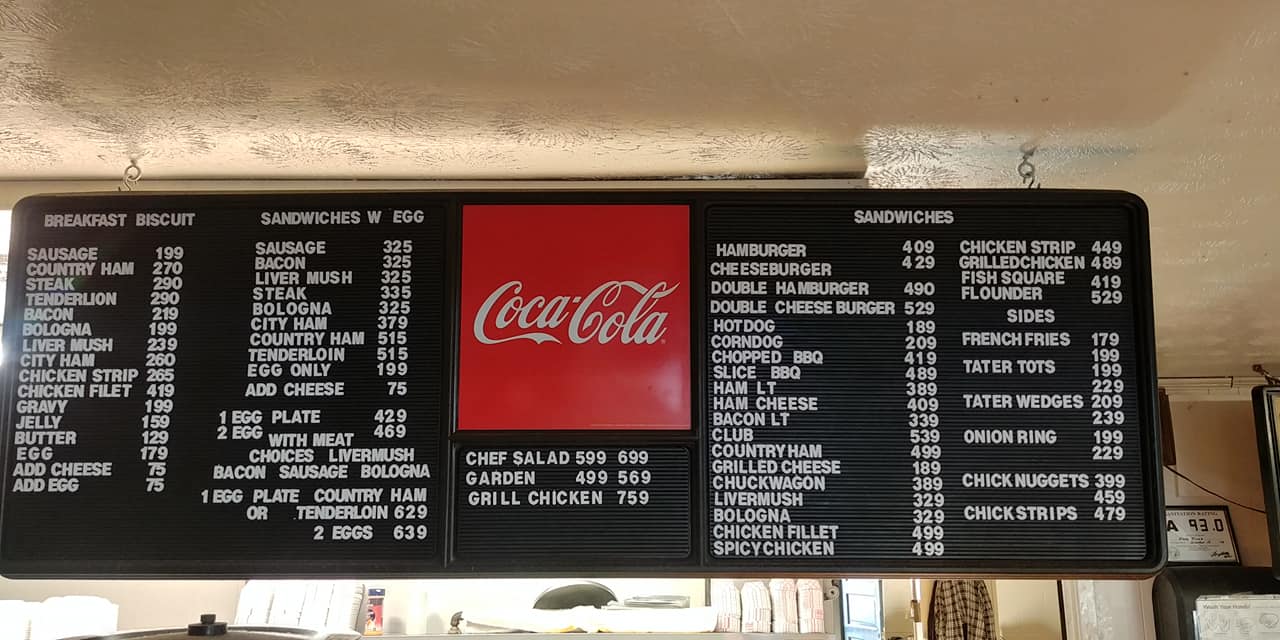 BREAKFAST BISCUIT
SAUSAGE 199
COUNTRY HAM 270
STEAK 290
TENDERLION 290
BACON 219
BOLOGNA 199
LIVER MUSH 239
CITY HAM 260
CHICKEN STRIP 265
CHICKEN FILET 419
GRAVY 199
JELLY 159
BUTTER 129
EGG 179
ADD CHEESE 75
ADD EGG 75
SANDWICHES W EGG
SAUSAGE 325
BACON 325
LIVER MUSH 325
STEAK 335
BOLOGNA 325
CITY HAM 379
COUNTRY HAM 515
TENDERLOIN 515
EGG ONLY 199
ADD CHEESE 75
1 EGG PLATE 429
2 EGG 469
WITH MEAT
CHOICES LIVERMUSH
BACON SAUSAGE BOLOGNA
1 EGG PLATE COUNTRY HAM
OR TENDERLOIN 629
2 EGGS 639
Coca-Cola
CHEF SALAD 599 699
GARDEN 499 569
GRILL CHICKEN 759
SANDWICHES
HAMBURGER 409
CHEESEBURGER 429
DOUBLE HAMBURGER 490
DOUBLE CHEESE BURGER 529
HOTDOG 189
CORNDOG 209
CHOPPED BBQ 419
SLICE BBQ 489
HAM LT 389
HAM CHEESE 409
BACON LT 339
CLUB 539
COUNTRY HAM 499
GRILLED CHEESE 189
CHUCKWAGON 389
LIVERMUSH 329
BOLOGNA 329
CHICKEN FILLET 499
SPICY CHICKEN 499
CHICKEN STRIP 449
GRILLEDCHICKEN 489
FISH SQUARE 419
FLOUNDER 529
SIDES
FRENCH FRIES 179
199
TATER TOTS 199
229
TATER WEDGES 209
239
ONION RING 199
229
CHICK NUGGETS 399
459
CHICK STRIPS 479
SANITATION RATING
A 93.0